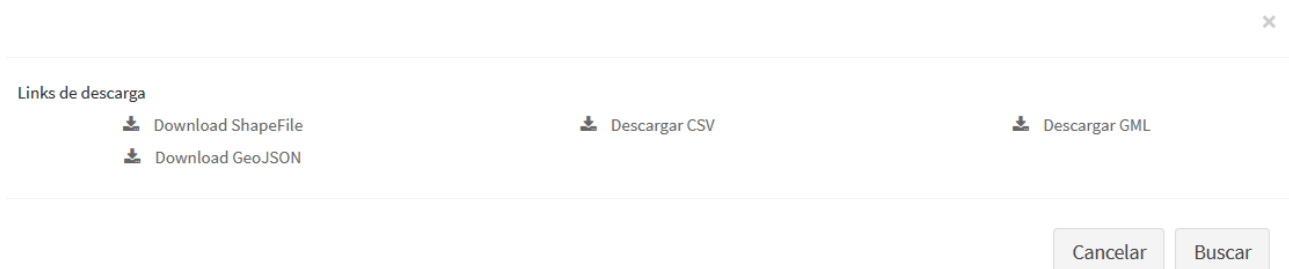 ×
Links de descarga
Download ShapeFile Descargar CSV Descargar GML
Download GeoJSON
Cancelar Buscar